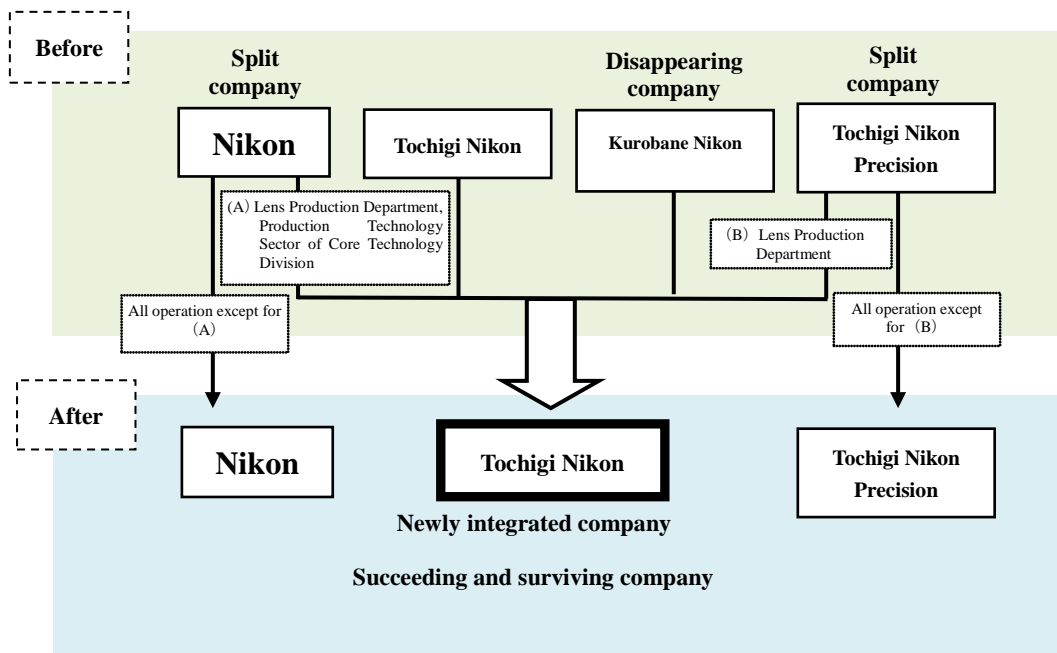 Before
Split
company
Disappearing
company
Split
company
Nikon
Tochigi Nikon
Kurobane Nikon
Tochigi Nikon
Precision
(A) Lens Production Department,
Production Technology
Sector of Core Technology
Division
(B) Lens Production
Department
All operation except for
(A)
All operation except
for (B)
After
Nikon
Tochigi Nikon
Tochigi Nikon
Precision
Newly integrated company
Succeeding and surviving company